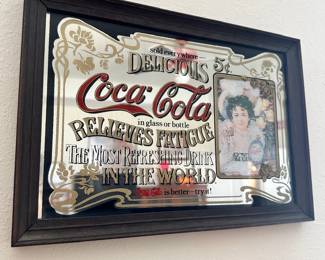 sold everywhere
DELICIOUS 5¢
Coca-Cola
in glass or bottle
RELIEVES FATIGUE
THE MOST REFRESHING DRINK
IN THE WORLD
is better—try it!